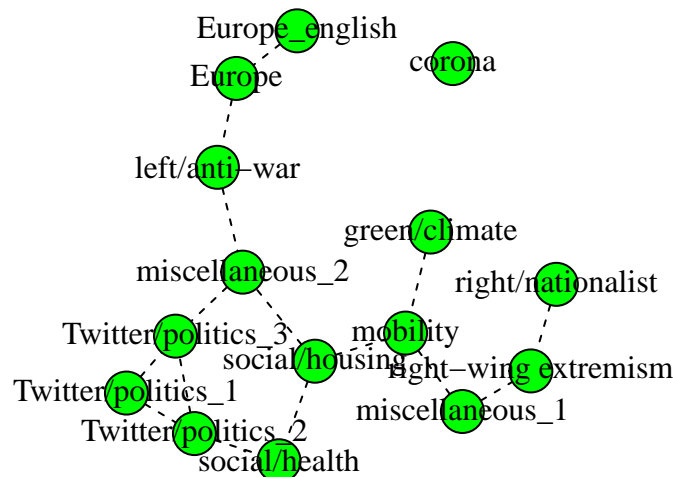 Europe_english
corona
Europe
left/anti−war
green/climate
miscellaneous_2
right/nationalist
Twitter/politics_3
mobility
social/housing
right−wing extremism
Twitter/politics_1
miscellaneous_1
Twitter/politics_2
social/health